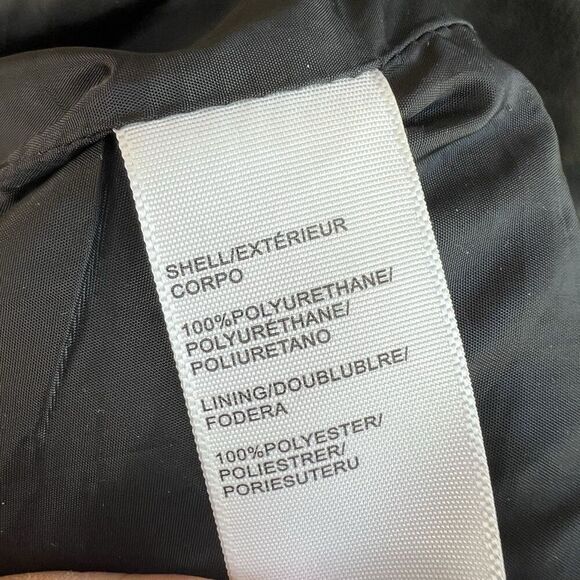 SHELL/EXTÉRIEUR
CORPO
100%POLYURETHANE/
POLYURÉTHANE/
POLIURETANO
LINING/DOUBLUBLRE/
FODERA
100%POLYESTER/
POLIESTRER/
PORIESUTERU